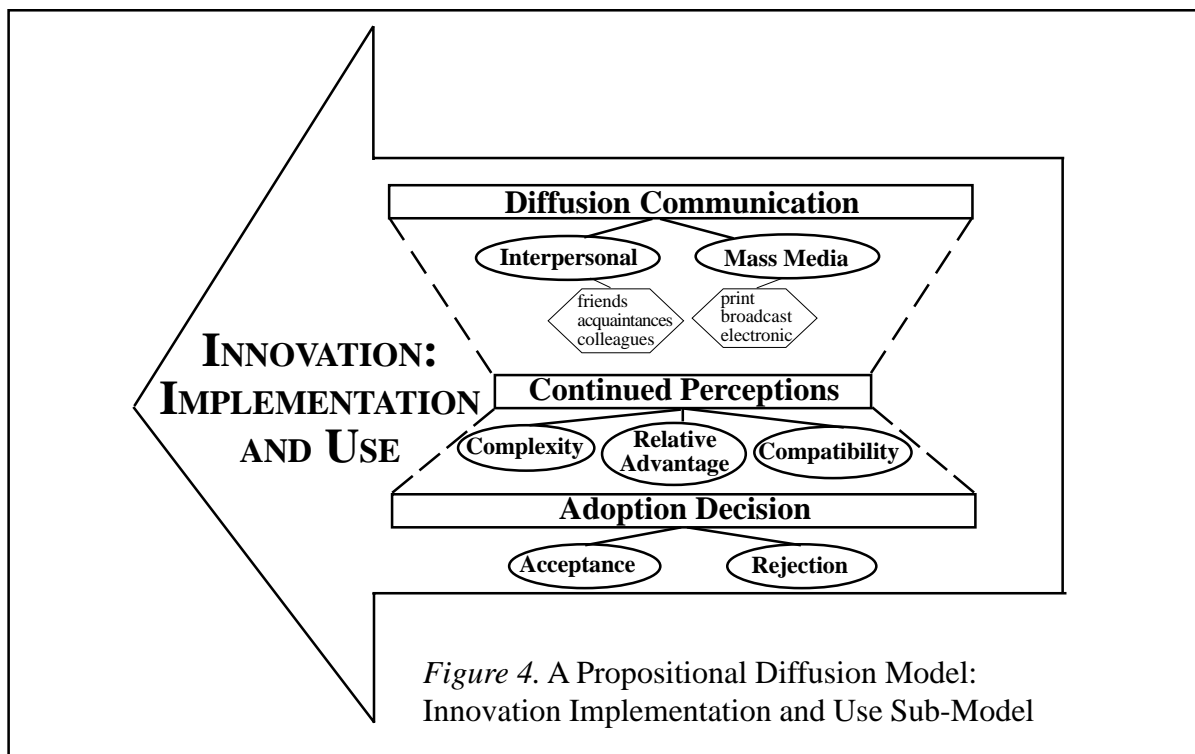 Diffusion Communication
Interpersonal
Mass Media
friends
acquaintances
colleagues
print
broadcast
electronic
INNOVATION:
IMPLEMENTATION
AND USE
Continued Perceptions
Complexity
Relative
Advantage
Compatibility
Adoption Decision
Acceptance
Rejection
Figure 4. A Propositional Diffusion Model:
Innovation Implementation and Use Sub-Model